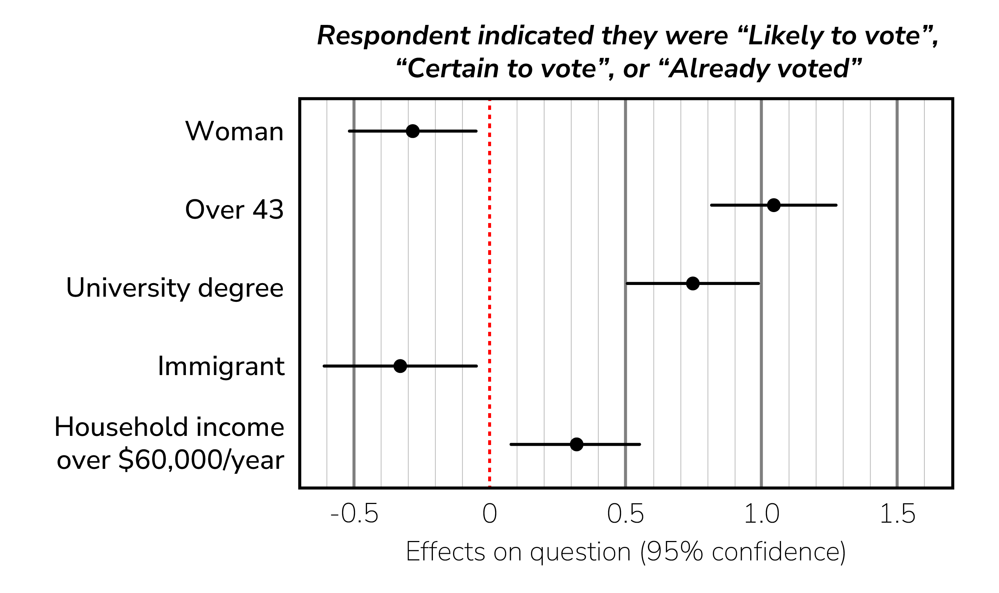 Respondent indicated they were “Likely to vote”,
“Certain to vote”, or “Already voted”
Woman
Over 43
University degree
Immigrant
Household income
over $60,000/year
-0.5 0 0.5 1.0 1.5
Effects on question (95% confidence)